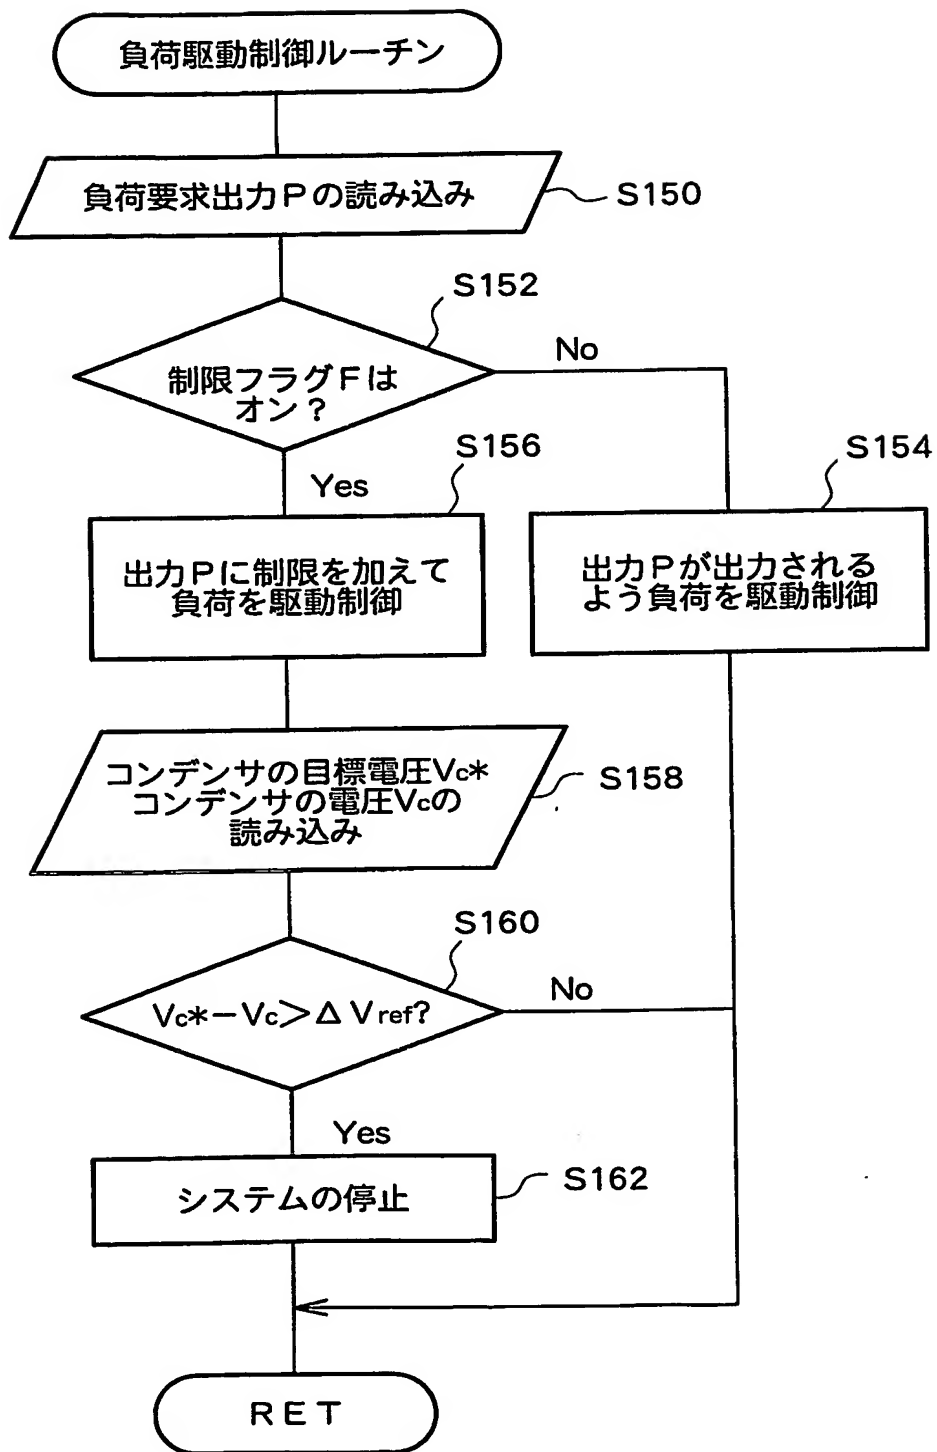 負荷駆動制御ルーチン
負荷要求出力Pの読み込み
S150
S152
制限フラグFは
オン?
No
Yes
S156
出力Pに制限を加えて
負荷を駆動制御
S154
出力Pが出力される
よう負荷を駆動制御
コンデンサの目標電圧Vc*
コンデンサの電圧Vcの
読み込み
S158
S160
Vc*-Vc>ΔVref?
No
Yes
システムの停止
S162
RET